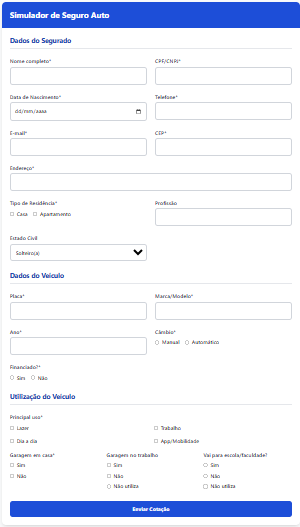 Simulador de Seguro Auto
Dados do Segurado
Nome completo*
CPF/CNPJ*
Data de Nascimento*
Telefone*
dd/mm/aaaa
E-mail*
CEP*
Endereço*
Tipo de Residência*
Profissão
Casa
Apartamento
Estado Civil
Solteiro(a)
Dados do Veículo
Placa*
Marca/Modelo*
Ano*
Câmbio*
Manual
Automático
Financiado?*
Sim
Não
Utilização do Veículo
Principal uso*
Lazer
Trabalho
Dia a dia
App/Mobilidade
Garagem em casa*
Garagem no trabalho
Vai para escola/faculdade?
Sim
Sim
Sim
Não
Não
Não
Não utiliza
Não utiliza
Enviar Cotação